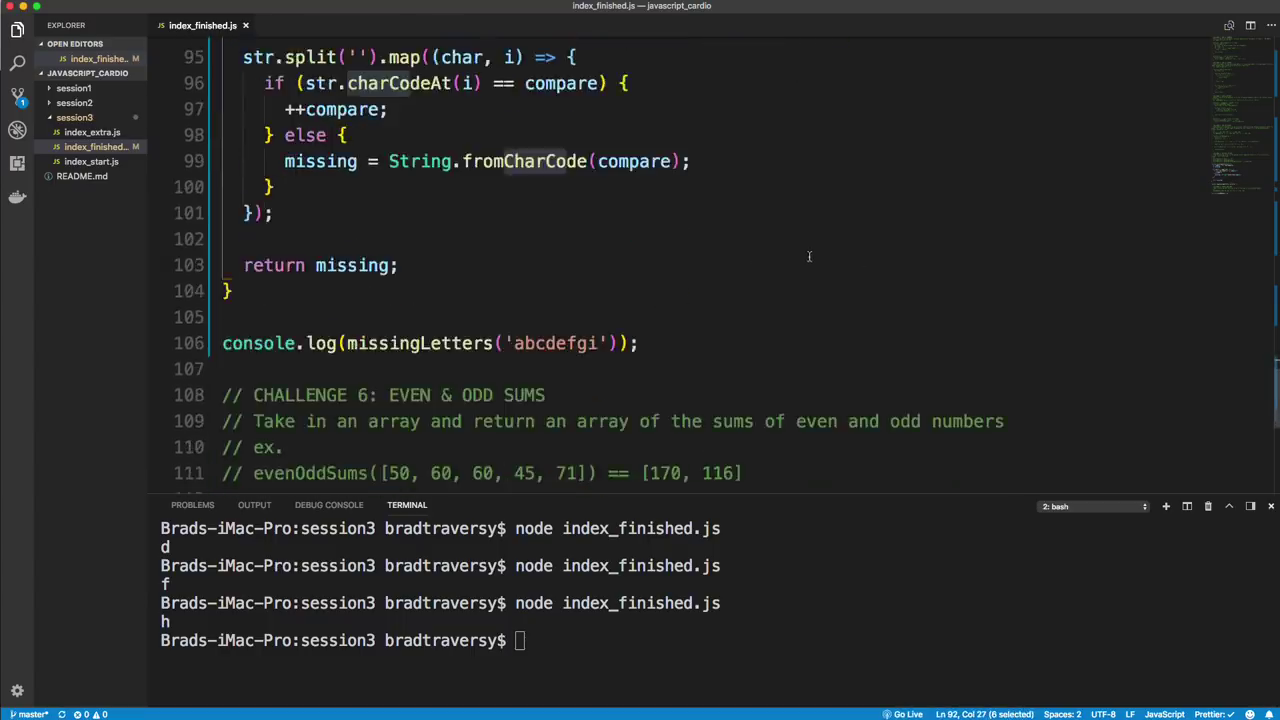 index_finished.js — javascript_cardio
EXPLORER
index_finished.js ×
OPEN EDITORS
index_finishe... M
JAVASCRIPT_CARDIO
session1
session2
session3
index_extra.js
index_finished... M
index_start.js
README.md
1
95 str.split('').map((char, i) => {
96 if (str.charCodeAt(i) == compare) {
97 ++compare;
98 } else {
99 missing = String.fromCharCode(compare);
100 }
101 });
102
103 return missing;
104 }
105
106 console.log(missingLetters('abcdefgi'));
107
108 // CHALLENGE 6: EVEN & ODD SUMS
109 // Take in an array and return an array of the sums of even and odd numbers
110 // ex.
111 // evenOddSums([50, 60, 60, 45, 71]) == [170, 116]
PROBLEMS OUTPUT DEBUG CONSOLE TERMINAL 2: bash
Brads-iMac-Pro:session3 bradtraversy$ node index_finished.js
d
Brads-iMac-Pro:session3 bradtraversy$ node index_finished.js
f
Brads-iMac-Pro:session3 bradtraversy$ node index_finished.js
h
Brads-iMac-Pro:session3 bradtraversy$
master* 0 0 Go Live Ln 92, Col 27 (6 selected) Spaces: 2 UTF-8 LF JavaScript Prettier: ✓